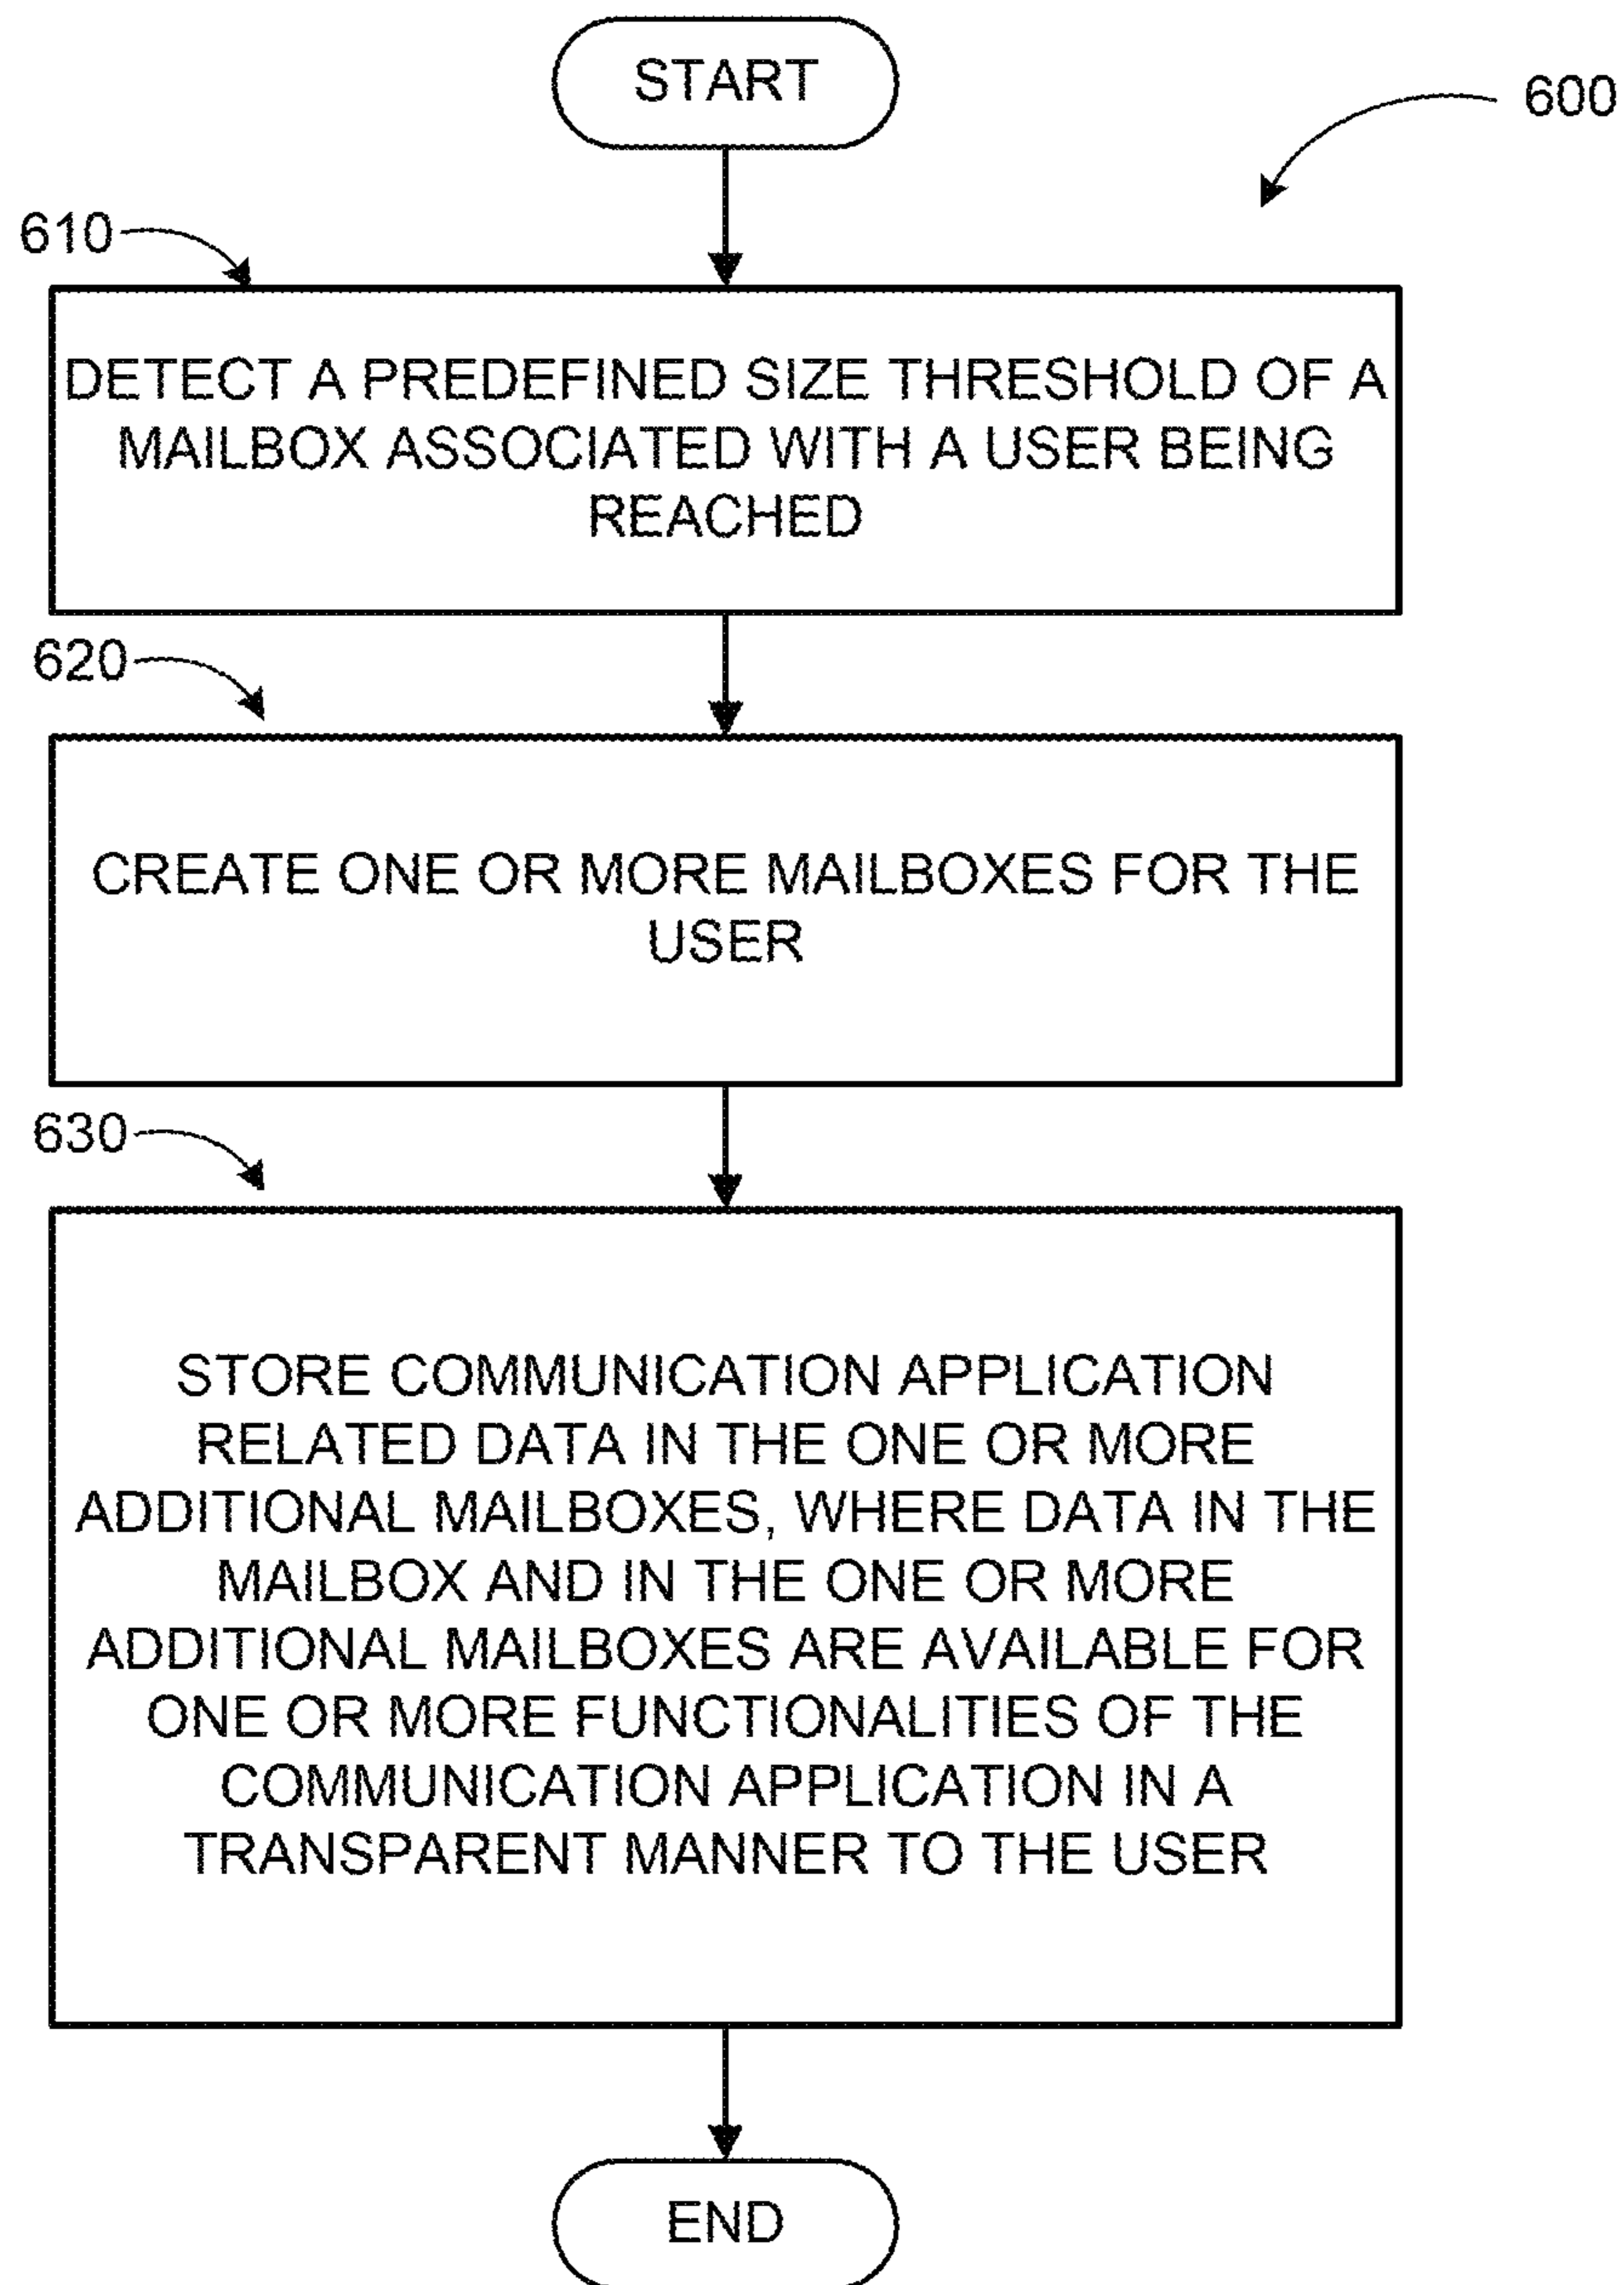 START
600
610
DETECT A PREDEFINED SIZE THRESHOLD OF A
MAILBOX ASSOCIATED WITH A USER BEING
REACHED
620
CREATE ONE OR MORE MAILBOXES FOR THE
USER
630
STORE COMMUNICATION APPLICATION
RELATED DATA IN THE ONE OR MORE
ADDITIONAL MAILBOXES, WHERE DATA IN THE
MAILBOX AND IN THE ONE OR MORE
ADDITIONAL MAILBOXES ARE AVAILABLE FOR
ONE OR MORE FUNCTIONALITIES OF THE
COMMUNICATION APPLICATION IN A
TRANSPARENT MANNER TO THE USER
END